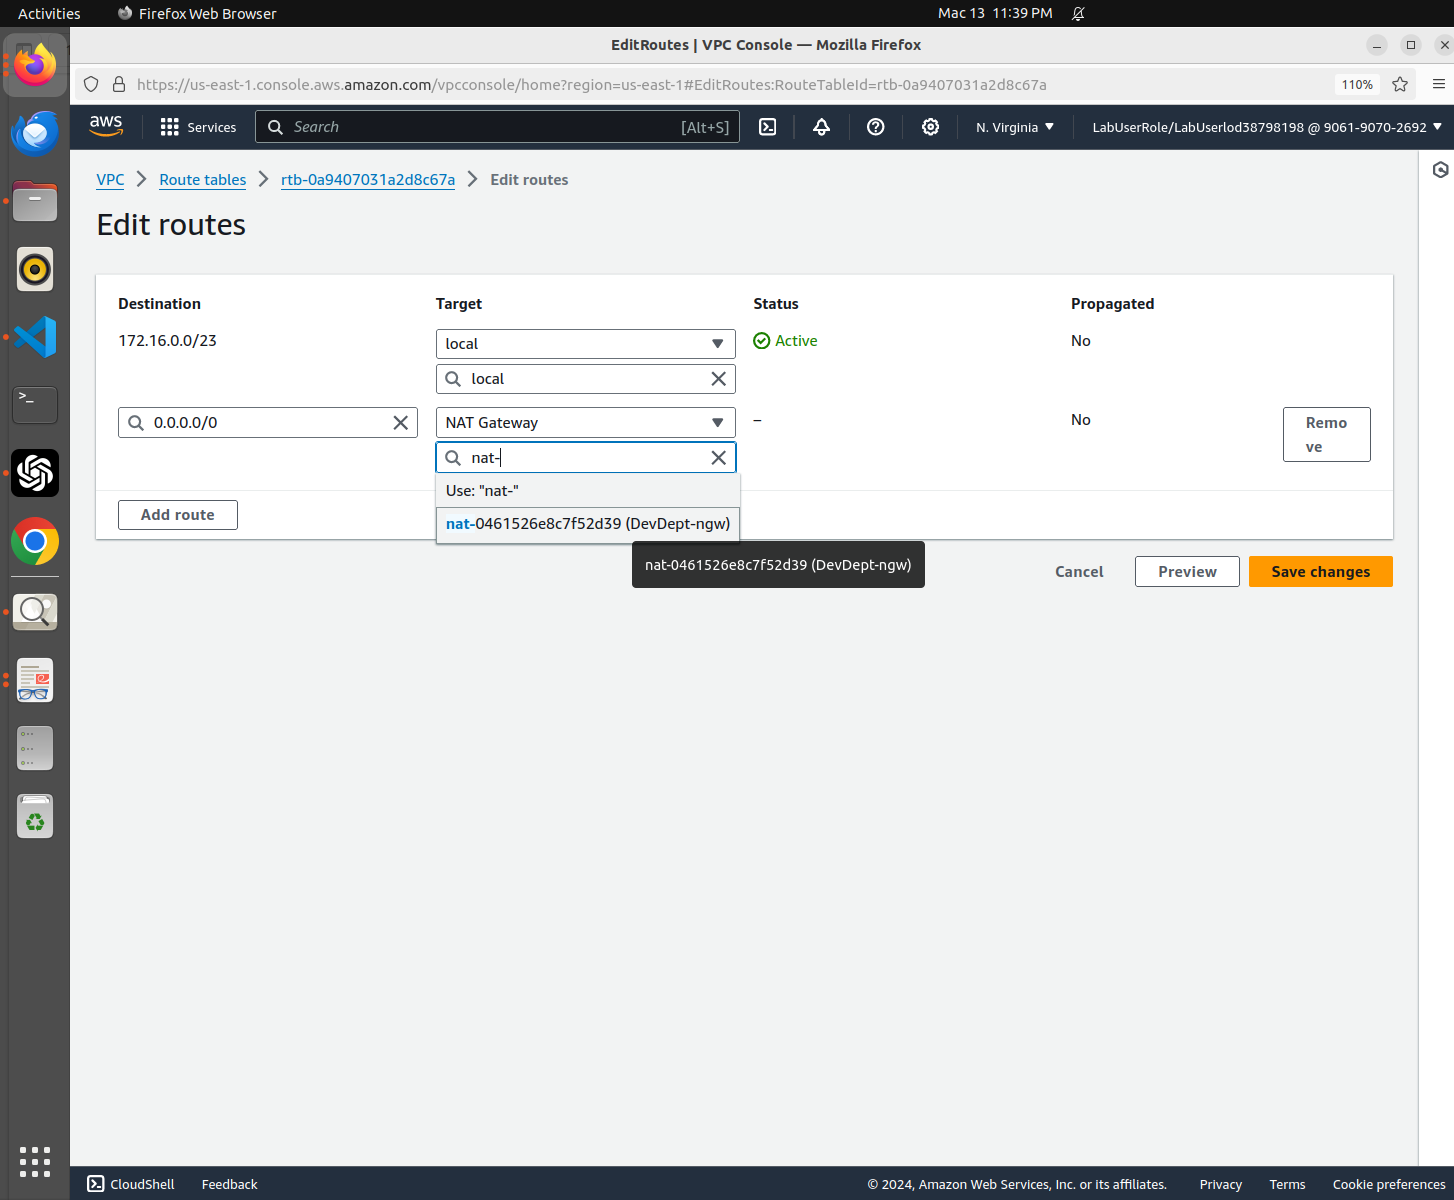 Activities
Firefox Web Browser
Mac 13 11:39 PM
EditRoutes | VPC Console — Mozilla Firefox
https://us-east-1.console.aws.amazon.com/vpcconsole/home?region=us-east-1#EditRoutes:RouteTableId=rtb-0a9407031a2d8c67a
110%
aws
Services
Search
[Alt+S]
N. Virginia
LabUserRole/LabUserlod38798198 @ 9061-9070-2692
VPC
Route tables
rtb-0a9407031a2d8c67a
Edit routes
Edit routes
Destination
Target
Status
Propagated
172.16.0.0/23
local
Active
No
local
0.0.0.0/0
NAT Gateway
–
No
Remo
ve
nat-
Use: "nat-"
nat-0461526e8c7f52d39 (DevDept-ngw)
Add route
nat-0461526e8c7f52d39 (DevDept-ngw)
Cancel
Preview
Save changes
CloudShell
Feedback
© 2024, Amazon Web Services, Inc. or its affiliates.
Privacy
Terms
Cookie preferences